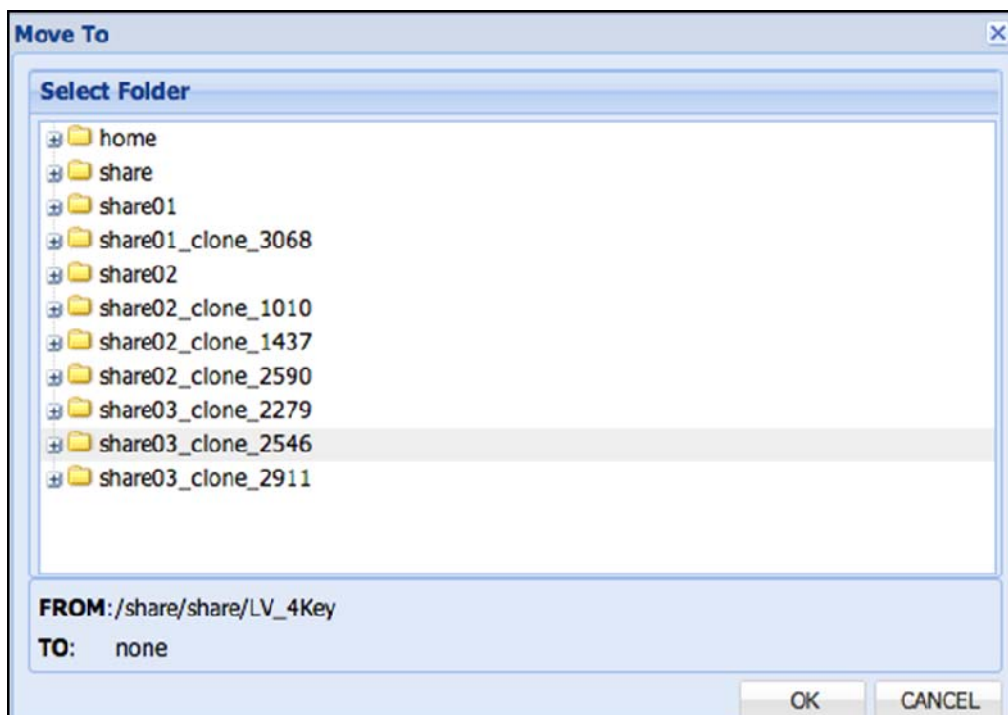 Move To
Select Folder
home
share
share01
share01_clone_3068
share02
share02_clone_1010
share02_clone_1437
share02_clone_2590
share03_clone_2279
share03_clone_2546
share03_clone_2911
FROM:/share/share/LV_4Key
TO: none
OK CANCEL